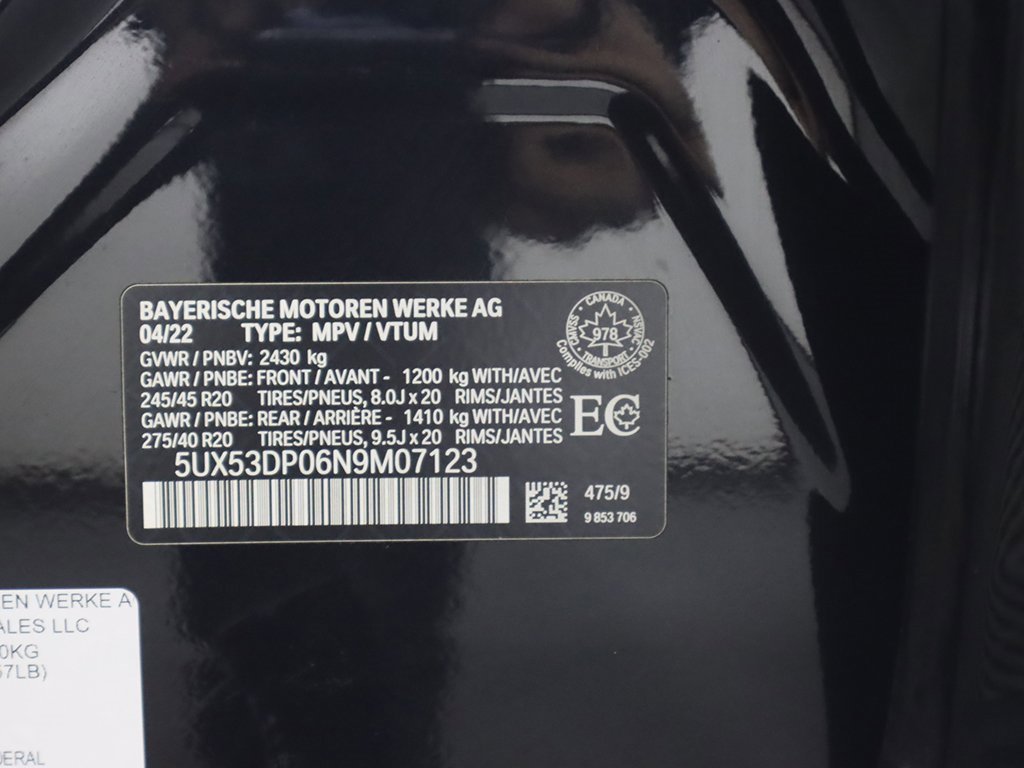 BAYERISCHE MOTOREN WERKE AG
04/22 TYPE: MPV / VTUM
GVWR / PNBV: 2430 kg
GAWR / PNBE: FRONT / AVANT - 1200 kg WITH/AVEC
245/45 R20 TIRES/PNEUS, 8.0J x 20 RIMS/JANTES
GAWR / PNBE: REAR / ARRIÈRE - 1410 kg WITH/AVEC
275/40 R20 TIRES/PNEUS, 9.5J x 20 RIMS/JANTES
5UX53DP06N9M07123
CANADA
CMVSS
NSVAC
978
TRANSPORT
Complies with ICES-002
EC
475/9
9 853 706
EN WERKE A
ALES LLC
0KG
57LB)